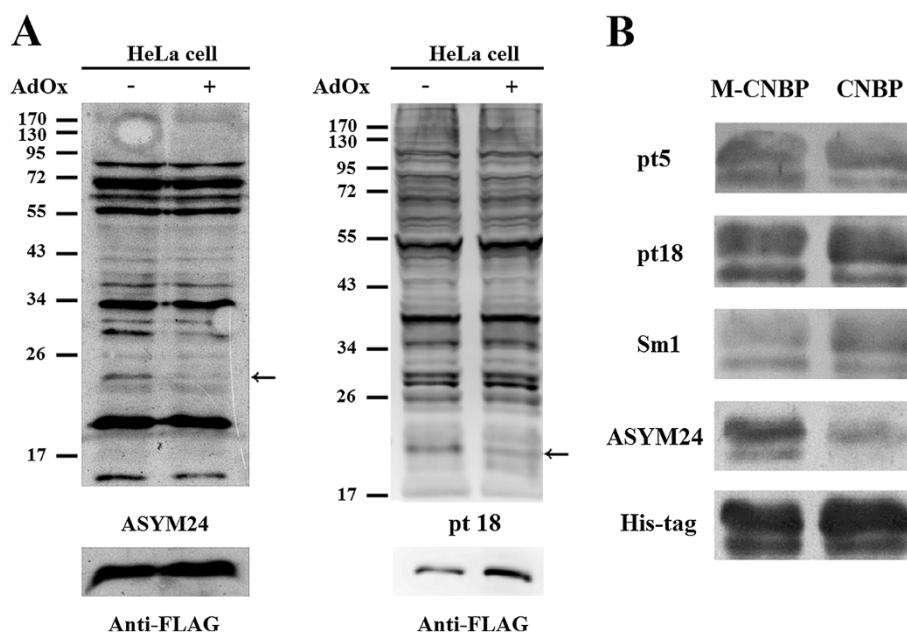 A
HeLa cell
AdOx - +
170
130
95
72
55
43
34
26
17
←
ASYM24
Anti-FLAG
HeLa cell
AdOx - +
170
130
95
72
55
43
34
26
17
←
pt 18
Anti-FLAG
B
M-CNBP CNBP
pt5
pt18
Sm1
ASYM24
His-tag